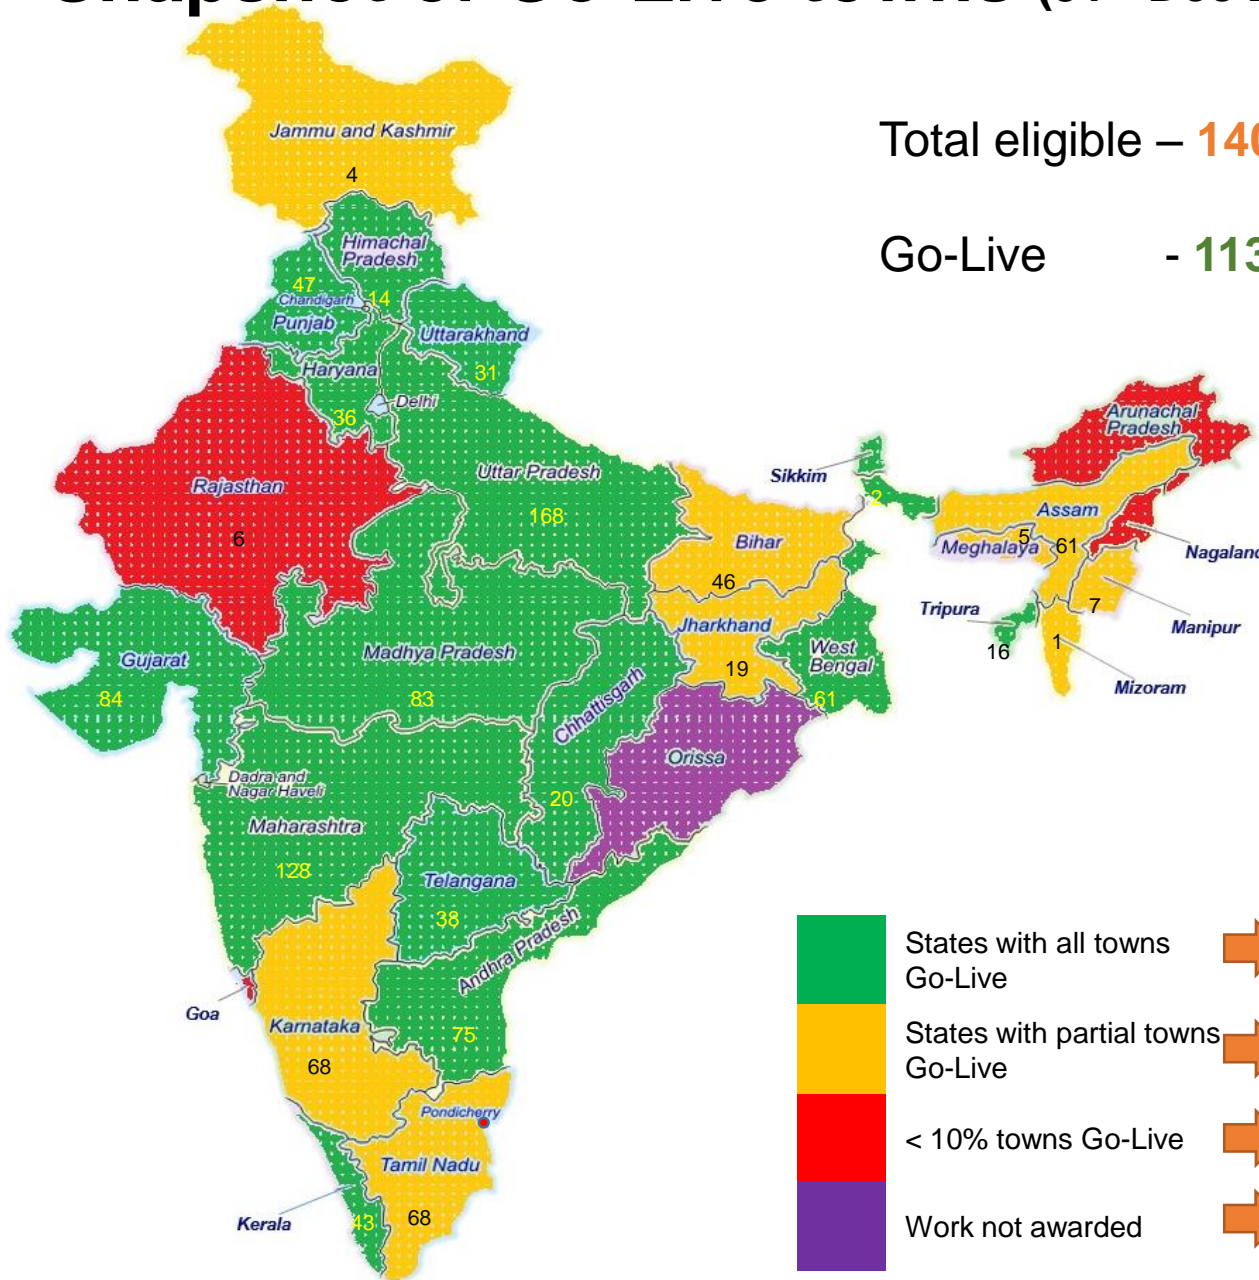 Total eligible – 140
Go-Live - 113
Jammu and Kashmir
4
Himachal
Pradesh
47
14
Chandigarh
Punjab
Uttarakhand
Haryana
31
36
Delhi
Arunachal
Pradesh
Rajasthan
Uttar Pradesh
Sikkim
2
168
Assam
6
Bihar
Meghalaya
5
61
Nagaland
46
Tripura
7
Jharkhand
Manipur
16
1
Gujarat
Madhya Pradesh
West
Bengal
19
Mizoram
84
83
61
Chhattisgarh
Orissa
Dadra and
Nagar Haveli
20
Maharashtra
128
Telangana
38
Andhra Pradesh
Goa
Karnataka
75
68
Pondicherry
Tamil Nadu
Kerala
43
68
States with all towns
Go-Live
States with partial towns
Go-Live
< 10% towns Go-Live
Work not awarded